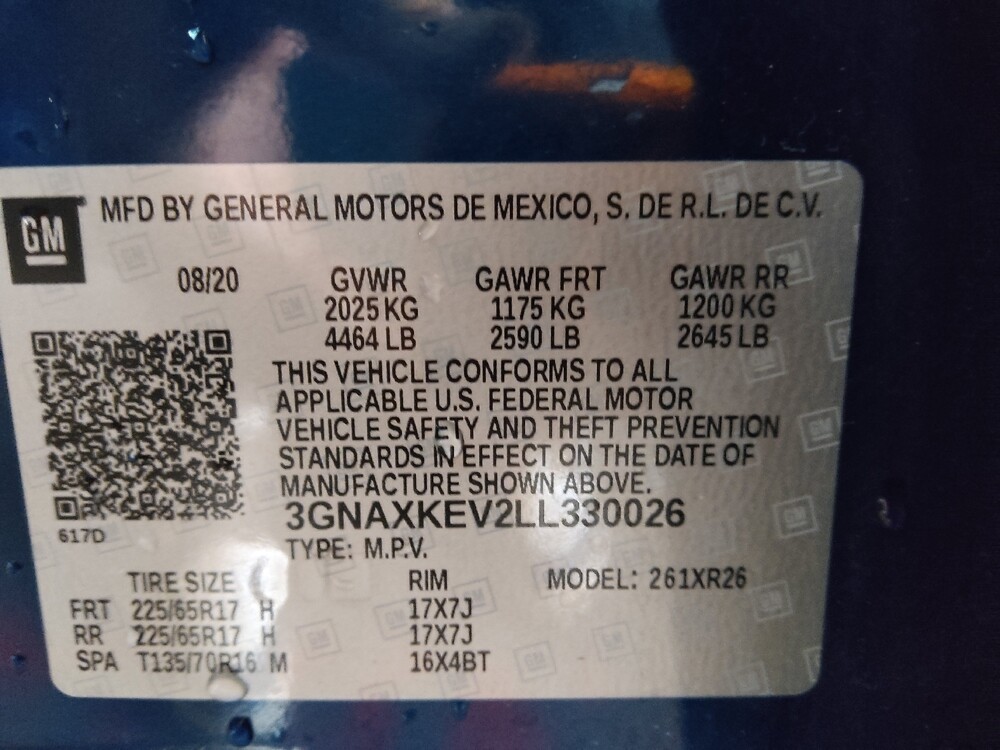 GM
MFD BY GENERAL MOTORS DE MEXICO, S. DE R.L. DE C.V.
08/20 GVWR GAWR FRT GAWR RR
2025 KG 1175 KG 1200 KG
4464 LB 2590 LB 2645 LB
THIS VEHICLE CONFORMS TO ALL
APPLICABLE U.S. FEDERAL MOTOR
VEHICLE SAFETY AND THEFT PREVENTION
STANDARDS IN EFFECT ON THE DATE OF
MANUFACTURE SHOWN ABOVE.
3GNAXKEV2LL330026
617D
TYPE: M.P.V.
TIRE SIZE RIM MODEL: 261XR26
FRT 225/65R17 H 17X7J
RR 225/65R17 H 17X7J
SPA T135/70R16 M 16X4BT